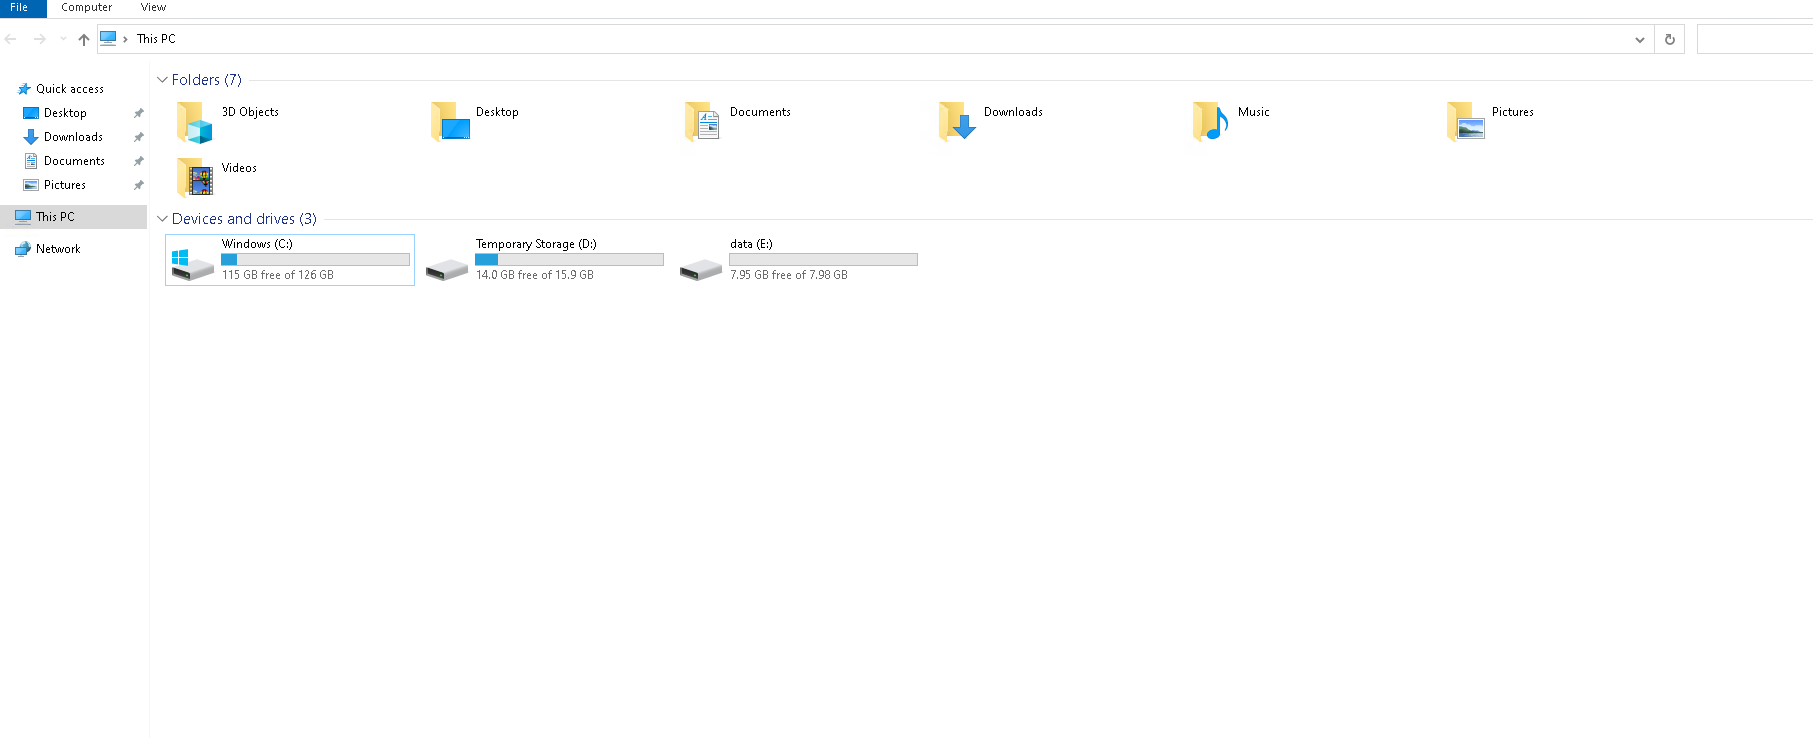 File Computer View
This PC
Quick access
Desktop
Downloads
Documents
Pictures
This PC
Network
Folders (7)
3D Objects
Desktop
Documents
Downloads
Music
Pictures
Videos
Devices and drives (3)
Windows (C:)
115 GB free of 126 GB
Temporary Storage (D:)
14.0 GB free of 15.9 GB
data (E:)
7.95 GB free of 7.98 GB